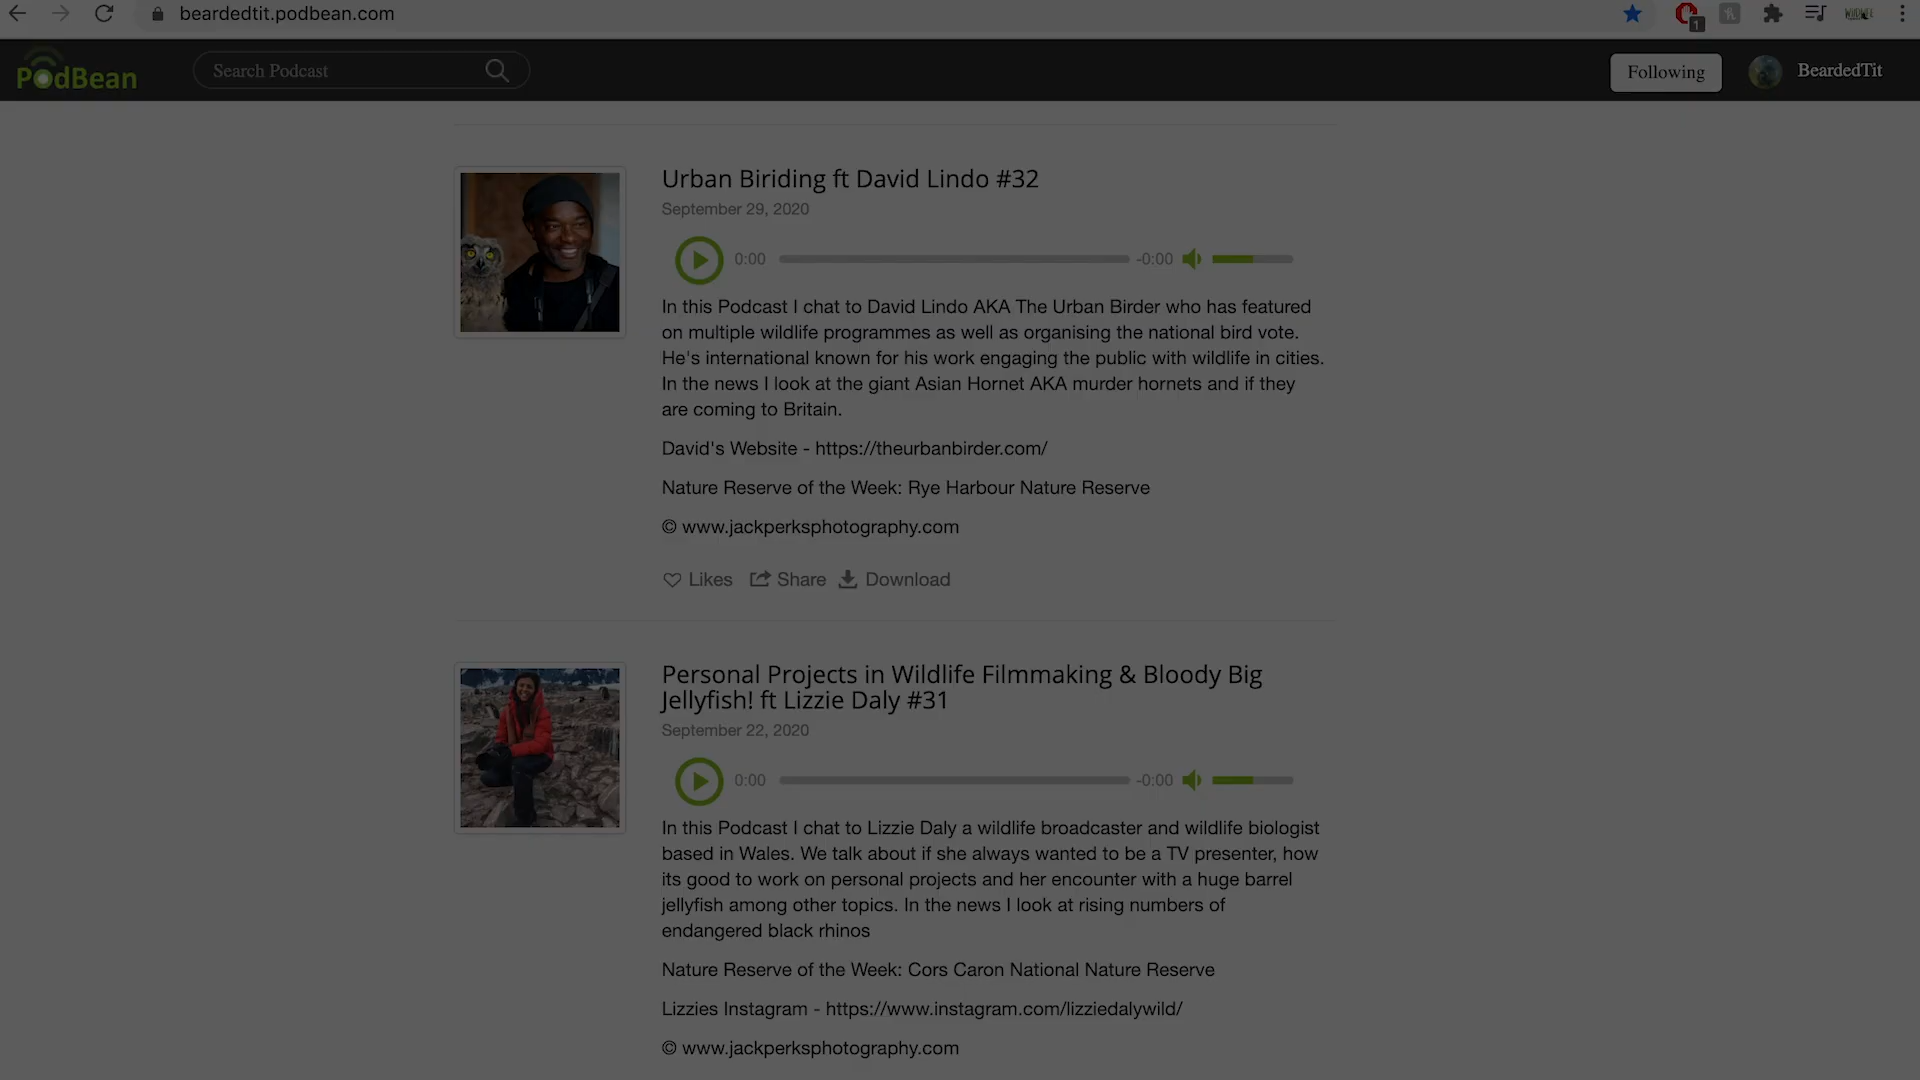 beardedtit.podbean.com
1
PodBean
Search Podcast
Following
BeardedTit
Urban Biriding ft David Lindo #32
September 29, 2020
0:00
-0:00
In this Podcast I chat to David Lindo AKA The Urban Birder who has featured
on multiple wildlife programmes as well as organising the national bird vote.
He's international known for his work engaging the public with wildlife in cities.
In the news I look at the giant Asian Hornet AKA murder hornets and if they
are coming to Britain.
David's Website - https://theurbanbirder.com/
Nature Reserve of the Week: Rye Harbour Nature Reserve
© www.jackperksphotography.com
Likes Share Download
Personal Projects in Wildlife Filmmaking & Bloody Big
Jellyfish! ft Lizzie Daly #31
September 22, 2020
0:00
-0:00
In this Podcast I chat to Lizzie Daly a wildlife broadcaster and wildlife biologist
based in Wales. We talk about if she always wanted to be a TV presenter, how
its good to work on personal projects and her encounter with a huge barrel
jellyfish among other topics. In the news I look at rising numbers of
endangered black rhinos
Nature Reserve of the Week: Cors Caron National Nature Reserve
Lizzies Instagram - https://www.instagram.com/lizziedalywild/
© www.jackperksphotography.com